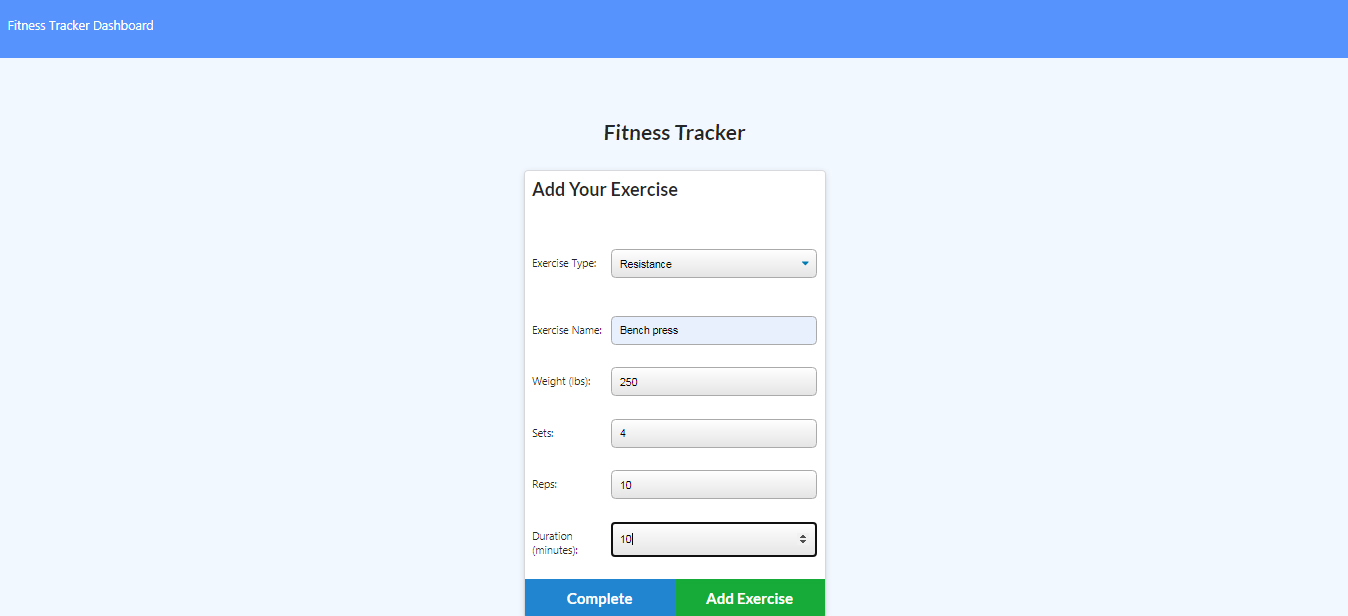 Fitness Tracker Dashboard
Fitness Tracker
Add Your Exercise
Exercise Type: Resistance
Exercise Name: Bench press
Weight (lbs): 250
Sets: 4
Reps: 10
Duration (minutes): 10
Complete Add Exercise